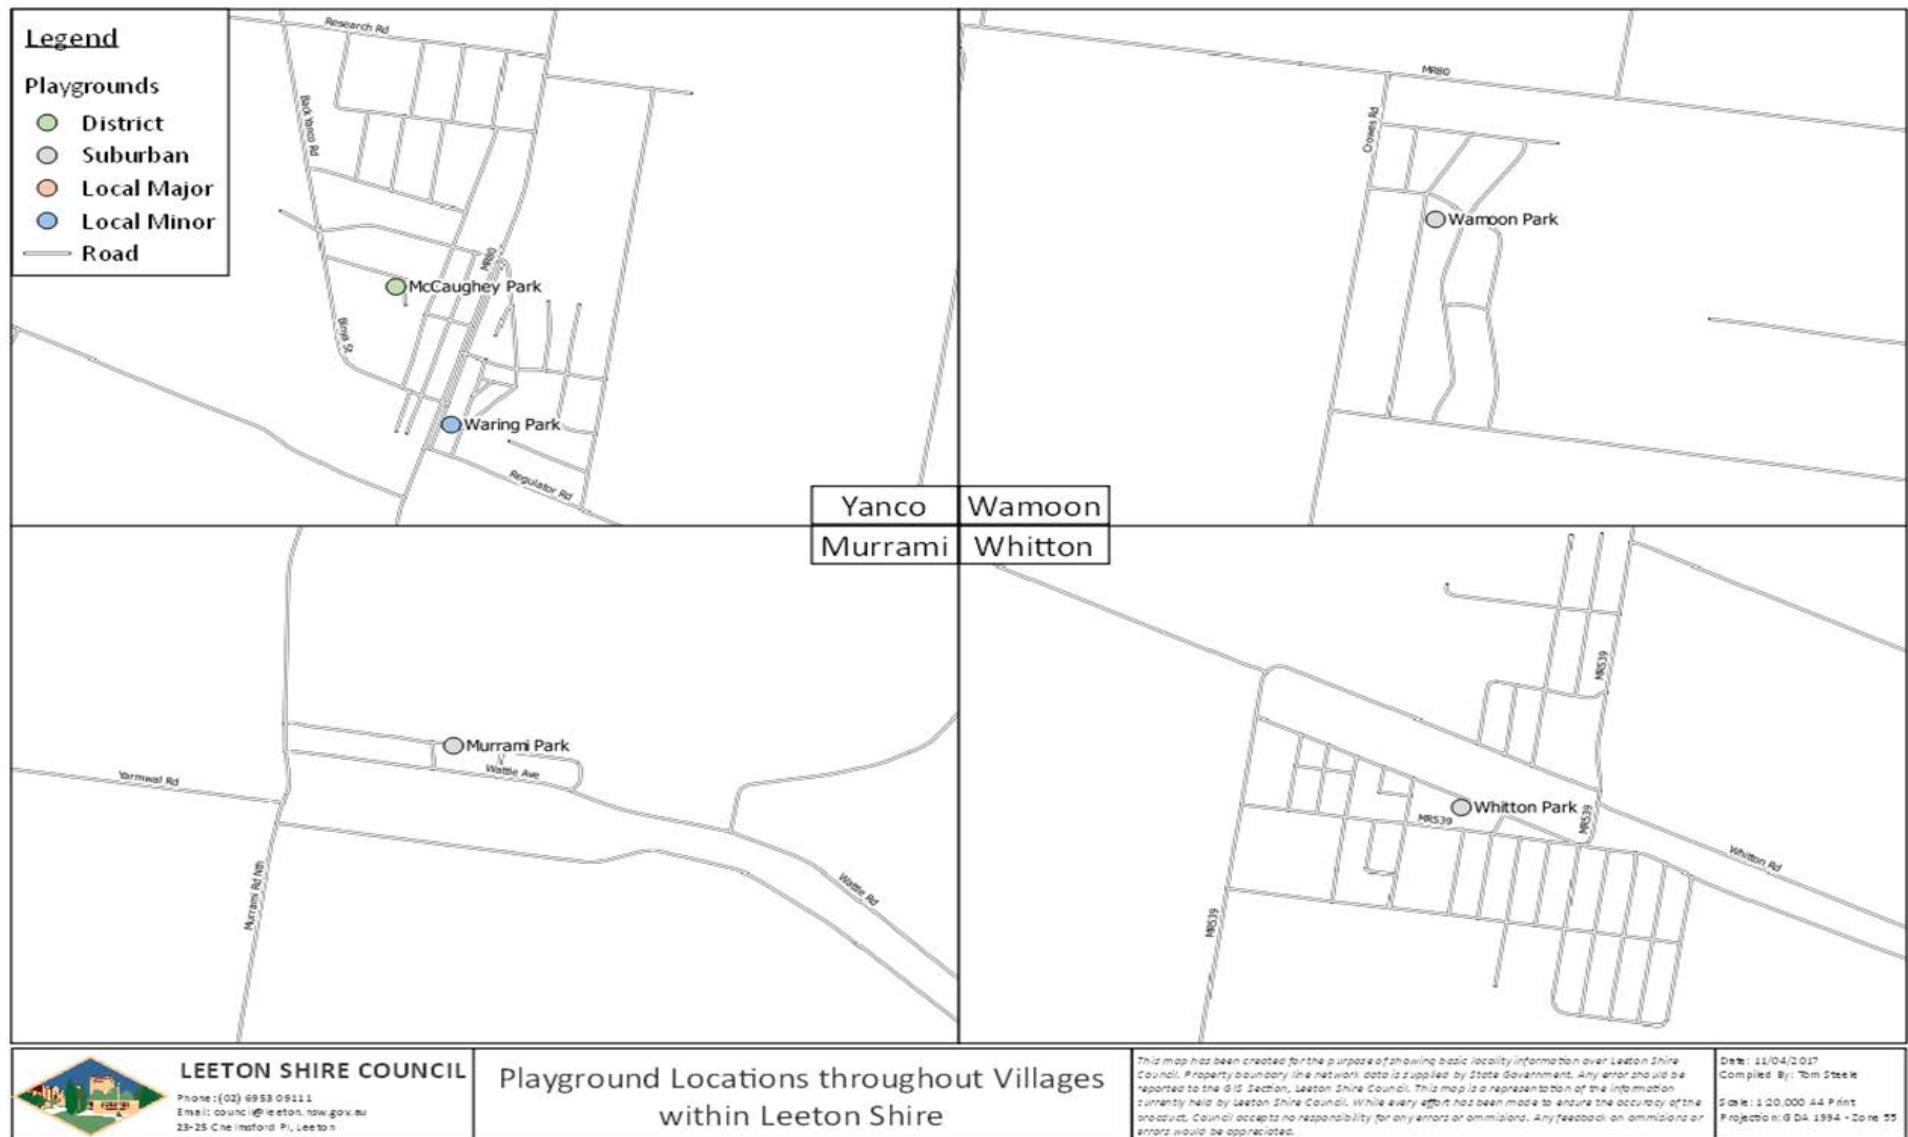 Legend
Playgrounds
District
Suburban
Local Major
Local Minor
Road
Research Rd
Back Yanco Rd
MR80
McCaughey Park
Binya St
Waring Park
Regulator Rd
Yanco
MR80
Crowes Rd
Wamoon Park
Wamoon
Murrami
Murrami Park
Wattle Ave
Yarmwal Rd
Murrami Rd Nth
Wattle Rd
Whitton
MR539
Whitton Park
MR539
MR539
Whitton Rd
MR539
LEETON SHIRE COUNCIL
Phone: (02) 6953 0911
Email: council@leeton.nsw.gov.au
23-25 Chelmsford Pl, Leeton
Playground Locations throughout Villages
within Leeton Shire
This map has been created for the purpose of showing basic locality information over Leeton Shire
Council. Property boundary line network data is supplied by State Government. Any error should be
reported to the GIS Section, Leeton Shire Council. This map is a representation of the information
currently held by Leeton Shire Council. While every effort has been made to ensure the accuracy of the
product, Council accepts no responsibility for any errors or ommisions. Any feedback on ommisions or
errors would be appreciated.
Date: 11/04/2017
Compiled By: Tom Steele
Scale: 1:20,000 A4 Print
Projection: GDA 1994 - Zone 55